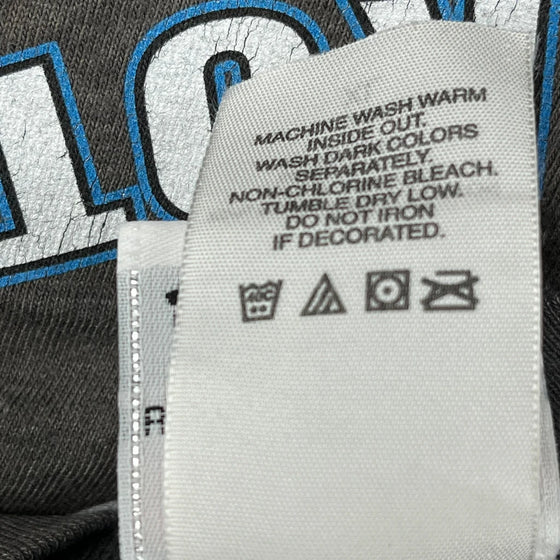 MACHINE WASH WARM
INSIDE OUT.
WASH DARK COLORS
SEPARATELY.
NON-CHLORINE BLEACH.
TUMBLE DRY LOW.
DO NOT IRON
IF DECORATED.
40C